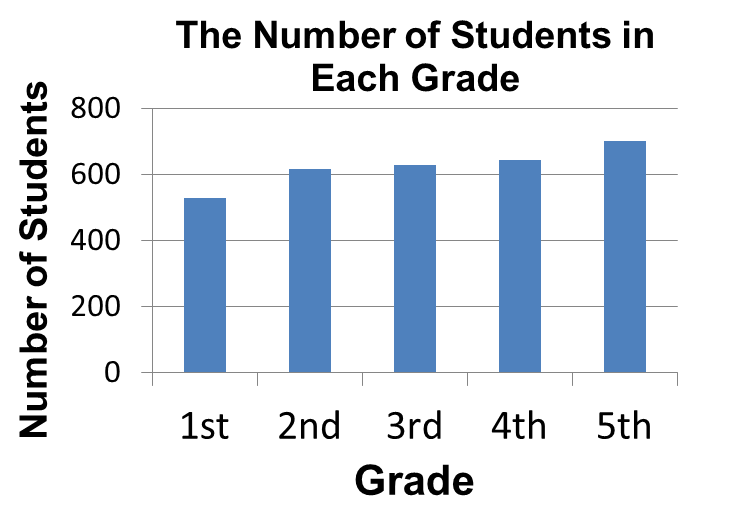 The Number of Students in
Each Grade
Number of Students
800
600
400
200
0
1st 2nd 3rd 4th 5th
Grade